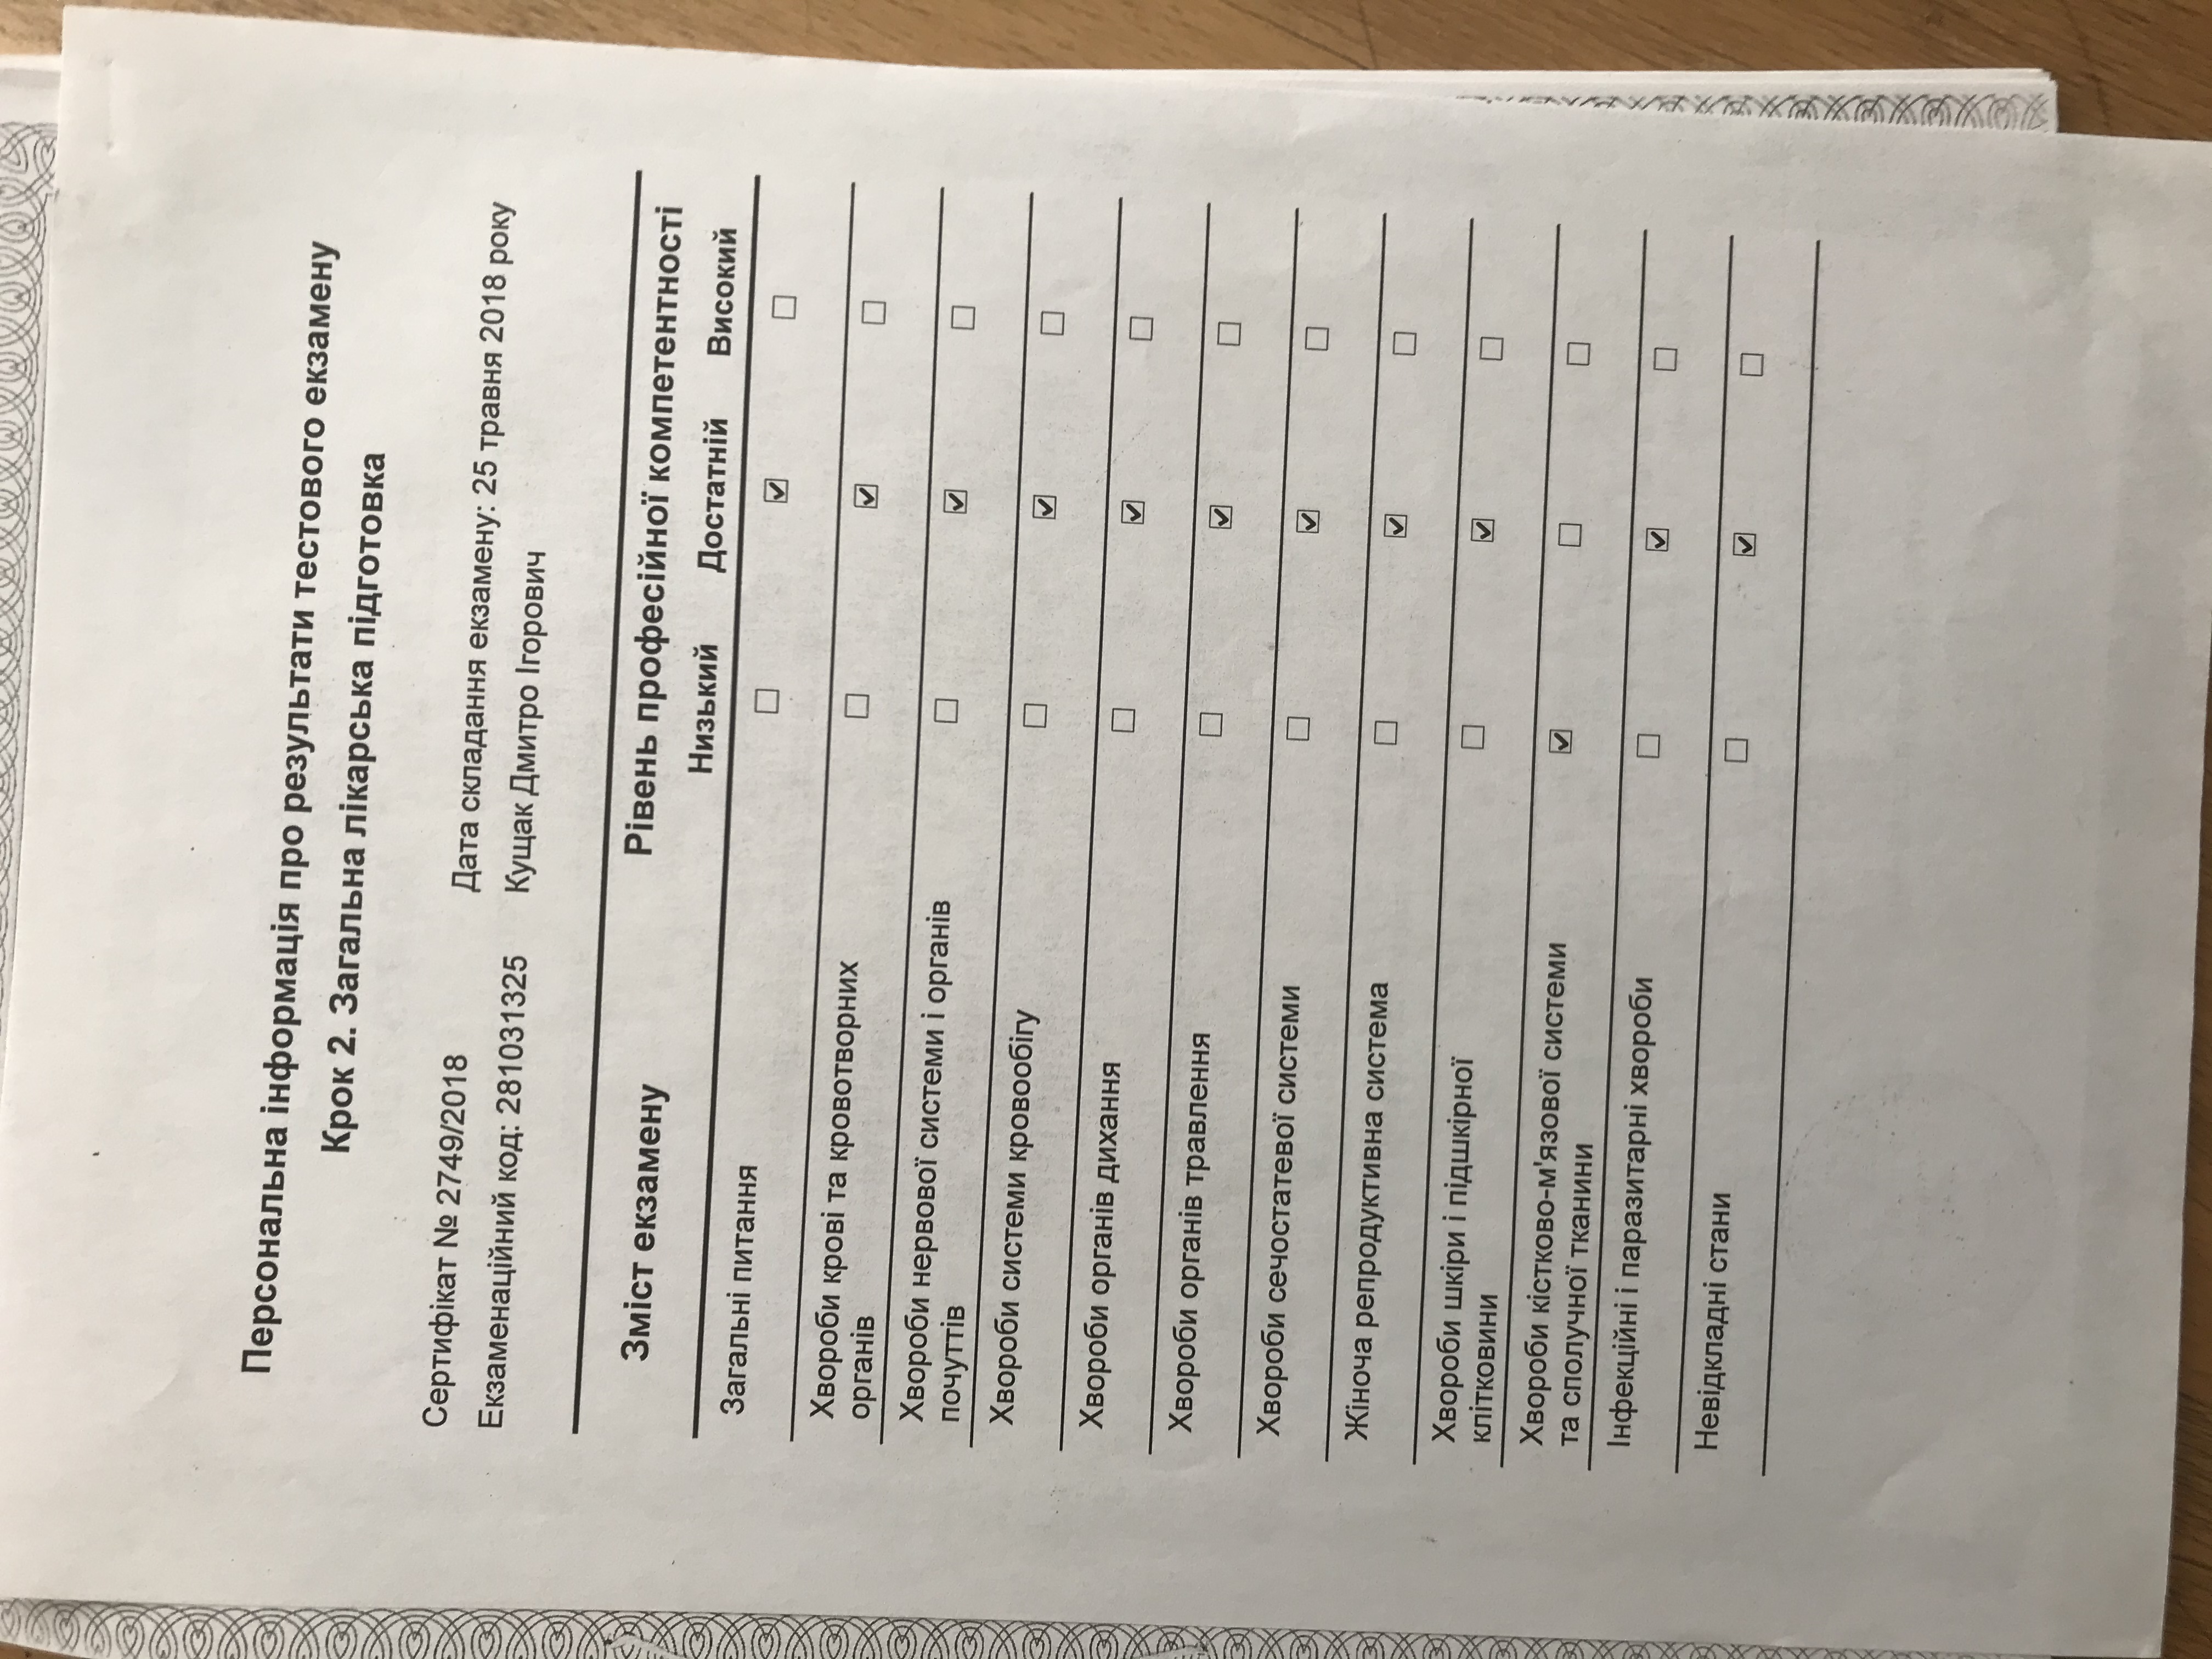 Персональна інформація про результати тестового екзамену
Крок 2. Загальна лікарська підготовка
Сертифікат № 2749/2018
Дата складання екзамену: 25 травня 2018 року
Екзаменаційний код: 281031325
Кущак Дмитро Ігорович
Зміст екзамену
Рівень професійної компетентності
Низький Достатній Високий
Загальні питання ☐ ☑ ☐
Хвороби крові та кровотворних
органів ☐ ☑ ☐
Хвороби нервової системи і органів
почуттів ☐ ☑ ☐
Хвороби системи кровообігу ☐ ☑ ☐
Хвороби органів дихання ☐ ☑ ☐
Хвороби органів травлення ☐ ☑ ☐
Хвороби сечостатевої системи ☐ ☑ ☐
Жіноча репродуктивна система ☐ ☑ ☐
Хвороби шкіри і підшкірної
клітковини ☐ ☑ ☐
Хвороби кістково-м'язової системи
та сполучної тканини ☑ ☐ ☐
Інфекційні і паразитарні хвороби ☐ ☑ ☐
Невідкладні стани ☐ ☑ ☐